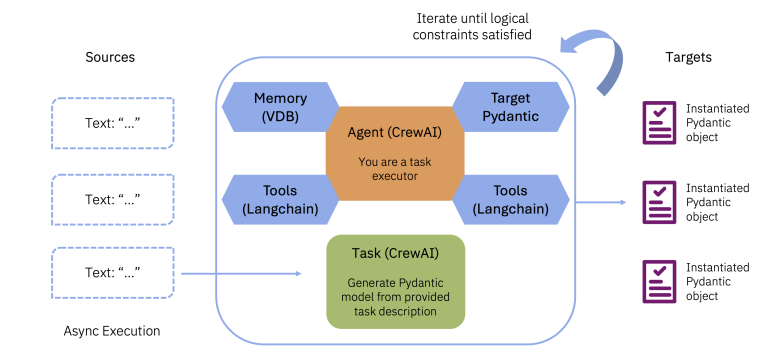 Iterate until logical
constraints satisfied
Sources
Targets
Text: “...”
Text: “...”
Text: “...”
Async Execution
Memory
(VDB)
Target
Pydantic
Agent (CrewAI)
You are a task
executor
Tools
(Langchain)
Tools
(Langchain)
Task (CrewAI)
Generate Pydantic
model from provided
task description
Instantiated
Pydantic
object
Instantiated
Pydantic
object
Instantiated
Pydantic
object